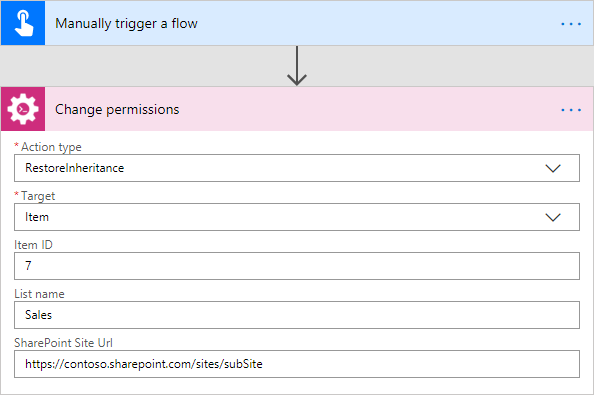 Manually trigger a flow
Change permissions
* Action type
RestoreInheritance
* Target
Item
Item ID
7
List name
Sales
SharePoint Site Url
https://contoso.sharepoint.com/sites/subSite